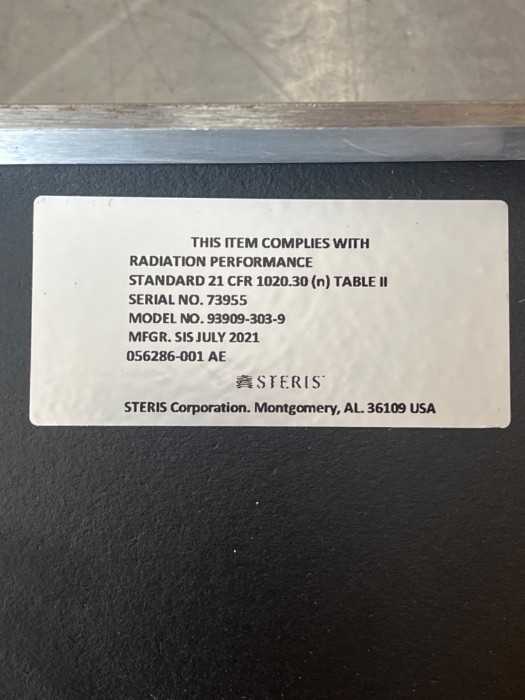 THIS ITEM COMPLIES WITH
RADIATION PERFORMANCE
STANDARD 21 CFR 1020.30 (n) TABLE II
SERIAL NO. 73955
MODEL NO. 93909-303-9
MFGR. SIS JULY 2021
056286-001 AE
STERIS
STERIS Corporation. Montgomery, AL. 36109 USA